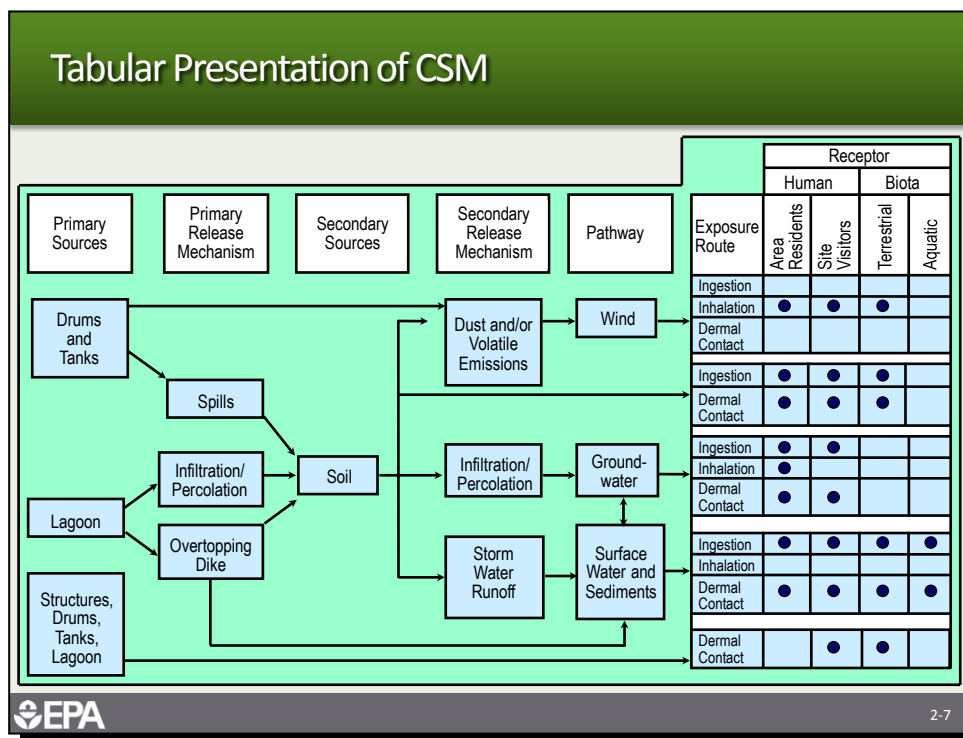 Tabular Presentation of CSM
Receptor
Human
Biota
Primary
Sources
Primary
Release
Mechanism
Secondary
Sources
Secondary
Release
Mechanism
Pathway
Exposure
Route
Area
Residents
Site
Visitors
Terrestrial
Aquatic
Drums
and
Tanks
Spills
Lagoon
Infiltration/
Percolation
Overtopping
Dike
Structures,
Drums,
Tanks,
Lagoon
Soil
Dust and/or
Volatile
Emissions
Wind
Infiltration/
Percolation
Ground-
water
Storm
Water
Runoff
Surface
Water and
Sediments
Ingestion
Inhalation
Dermal
Contact
Ingestion
Dermal
Contact
Ingestion
Inhalation
Dermal
Contact
Ingestion
Inhalation
Dermal
Contact
Dermal
Contact
EPA
2-7